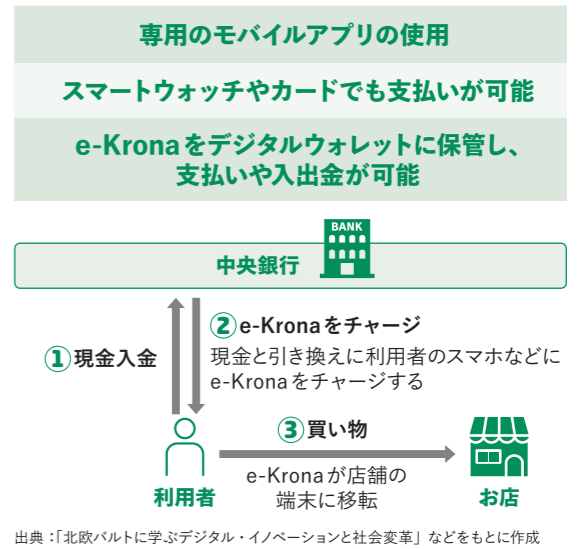 専用のモバイルアプリの使用
スマートウォッチやカードでも支払いが可能
e-Kronaをデジタルウォレットに保管し、
支払いや入出金が可能
BANK
中央銀行
①現金入金
②e-Kronaをチャージ
現金と引き換えに利用者のスマホなどに
e-Kronaをチャージする
③買い物
e-Kronaが店舗の
端末に移転
利用者
お店
出典：「北欧バルトに学ぶデジタル・イノベーションと社会変革」などをもとに作成